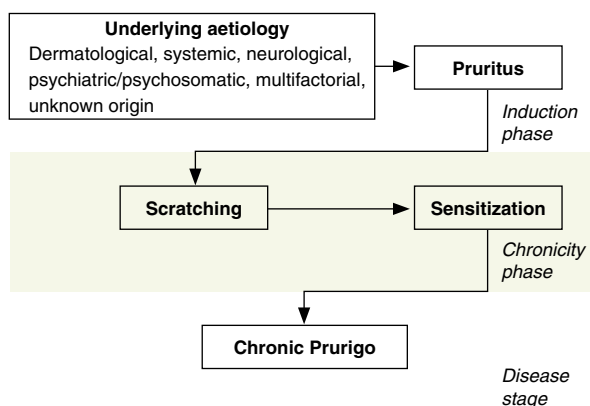 Underlying aetiology
Dermatological, systemic, neurological,
psychiatric/psychosomatic, multifactorial,
unknown origin
Pruritus
Induction
phase
Scratching
Sensitization
Chronicity
phase
Chronic Prurigo
Disease
stage